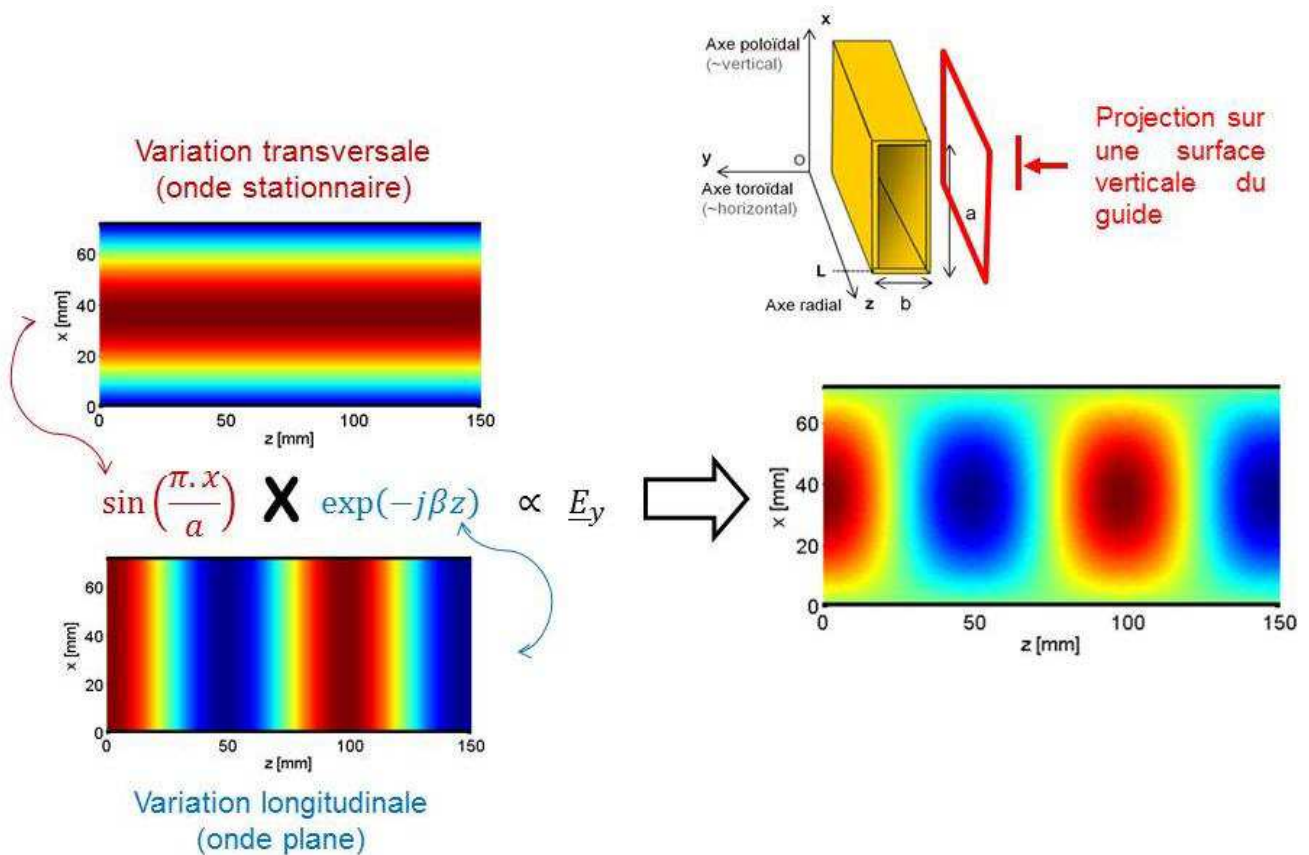 x
Axe poloïdal
(~vertical)
y
O
Axe toroïdal
(~horizontal)
a
L
Axe radial
z
b
Projection sur
une surface
verticale du
guide
Variation transversale
(onde stationnaire)
x [mm]
60
40
20
0
0 50 100 150
z [mm]
sin(π.x/a) X exp(-jβz) ∝ E̲y
x [mm]
60
40
20
0
0 50 100 150
z [mm]
Variation longitudinale
(onde plane)
x [mm]
60
40
20
0
0 50 100 150
z [mm]